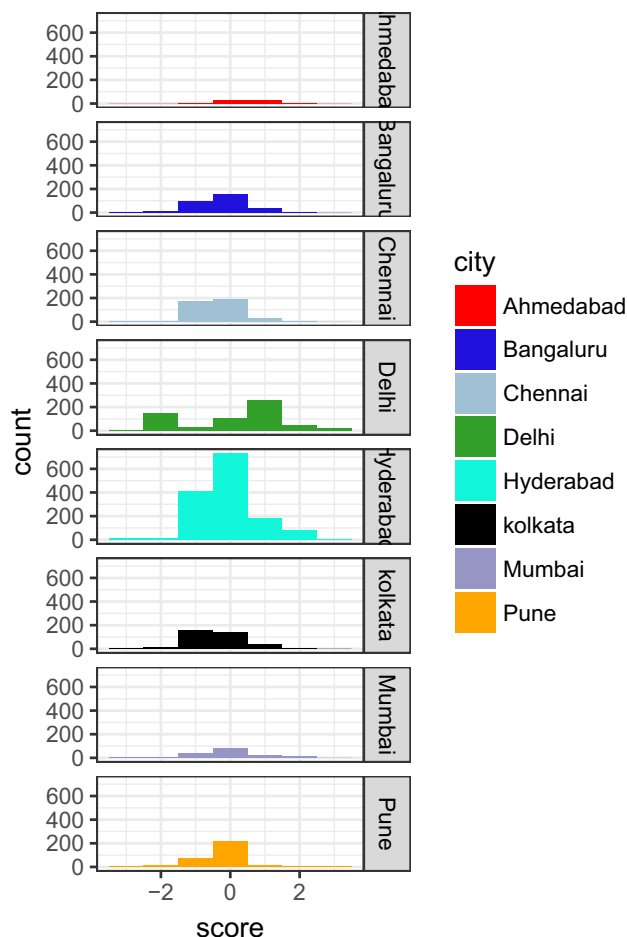 600
400
200
0
hmedaba
600
400
200
0
Bangaluru
600
400
200
0
Chennai
600
400
200
0
Delhi
600
400
200
0
Hyderabad
600
400
200
0
kolkata
600
400
200
0
Mumbai
600
400
200
0
Pune
−2 0 2
score
count
city
Ahmedabad
Bangaluru
Chennai
Delhi
Hyderabad
kolkata
Mumbai
Pune